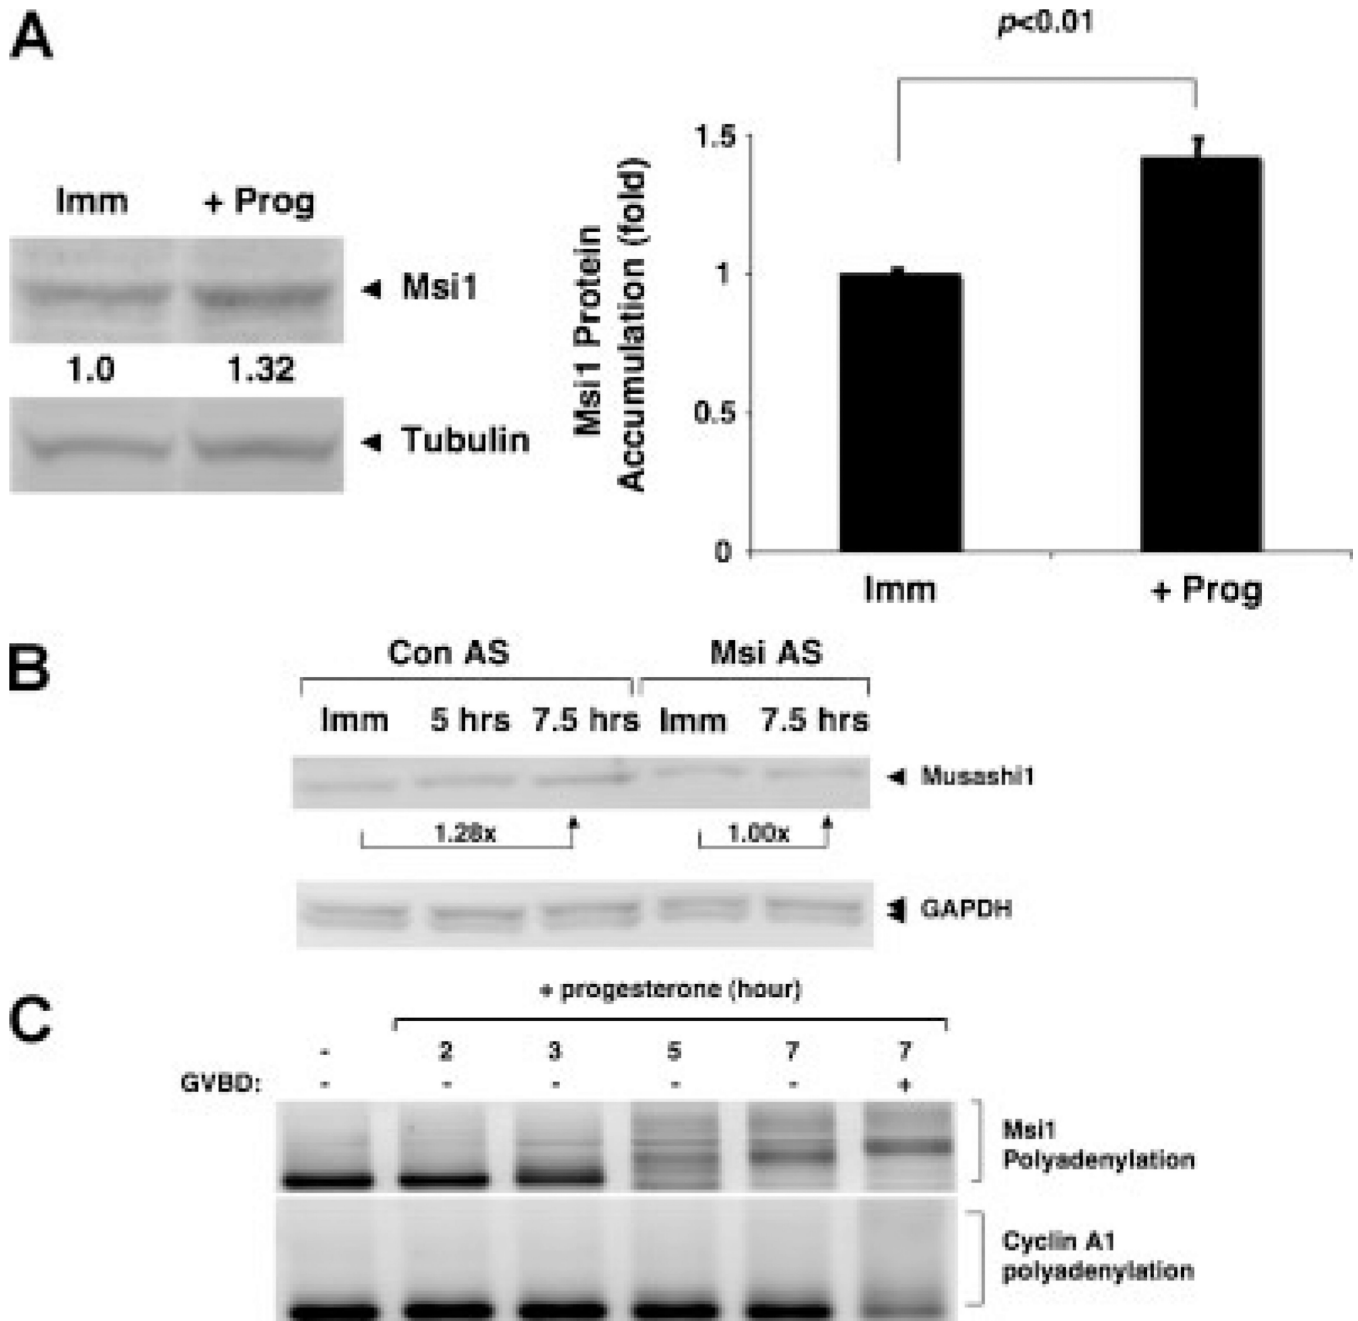 A
p<0.01
Imm + Prog
Msi1
1.0 1.32
Tubulin
Msi1 Protein
Accumulation (fold)
1.5
1
0.5
0
Imm + Prog
B
Con AS Msi AS
Imm 5 hrs 7.5 hrs Imm 7.5 hrs
Musashi1
1.28x 1.00x
GAPDH
C
+ progesterone (hour)
- 2 3 5 7 7
GVBD: - - - - - +
Msi1
Polyadenylation
Cyclin A1
polyadenylation